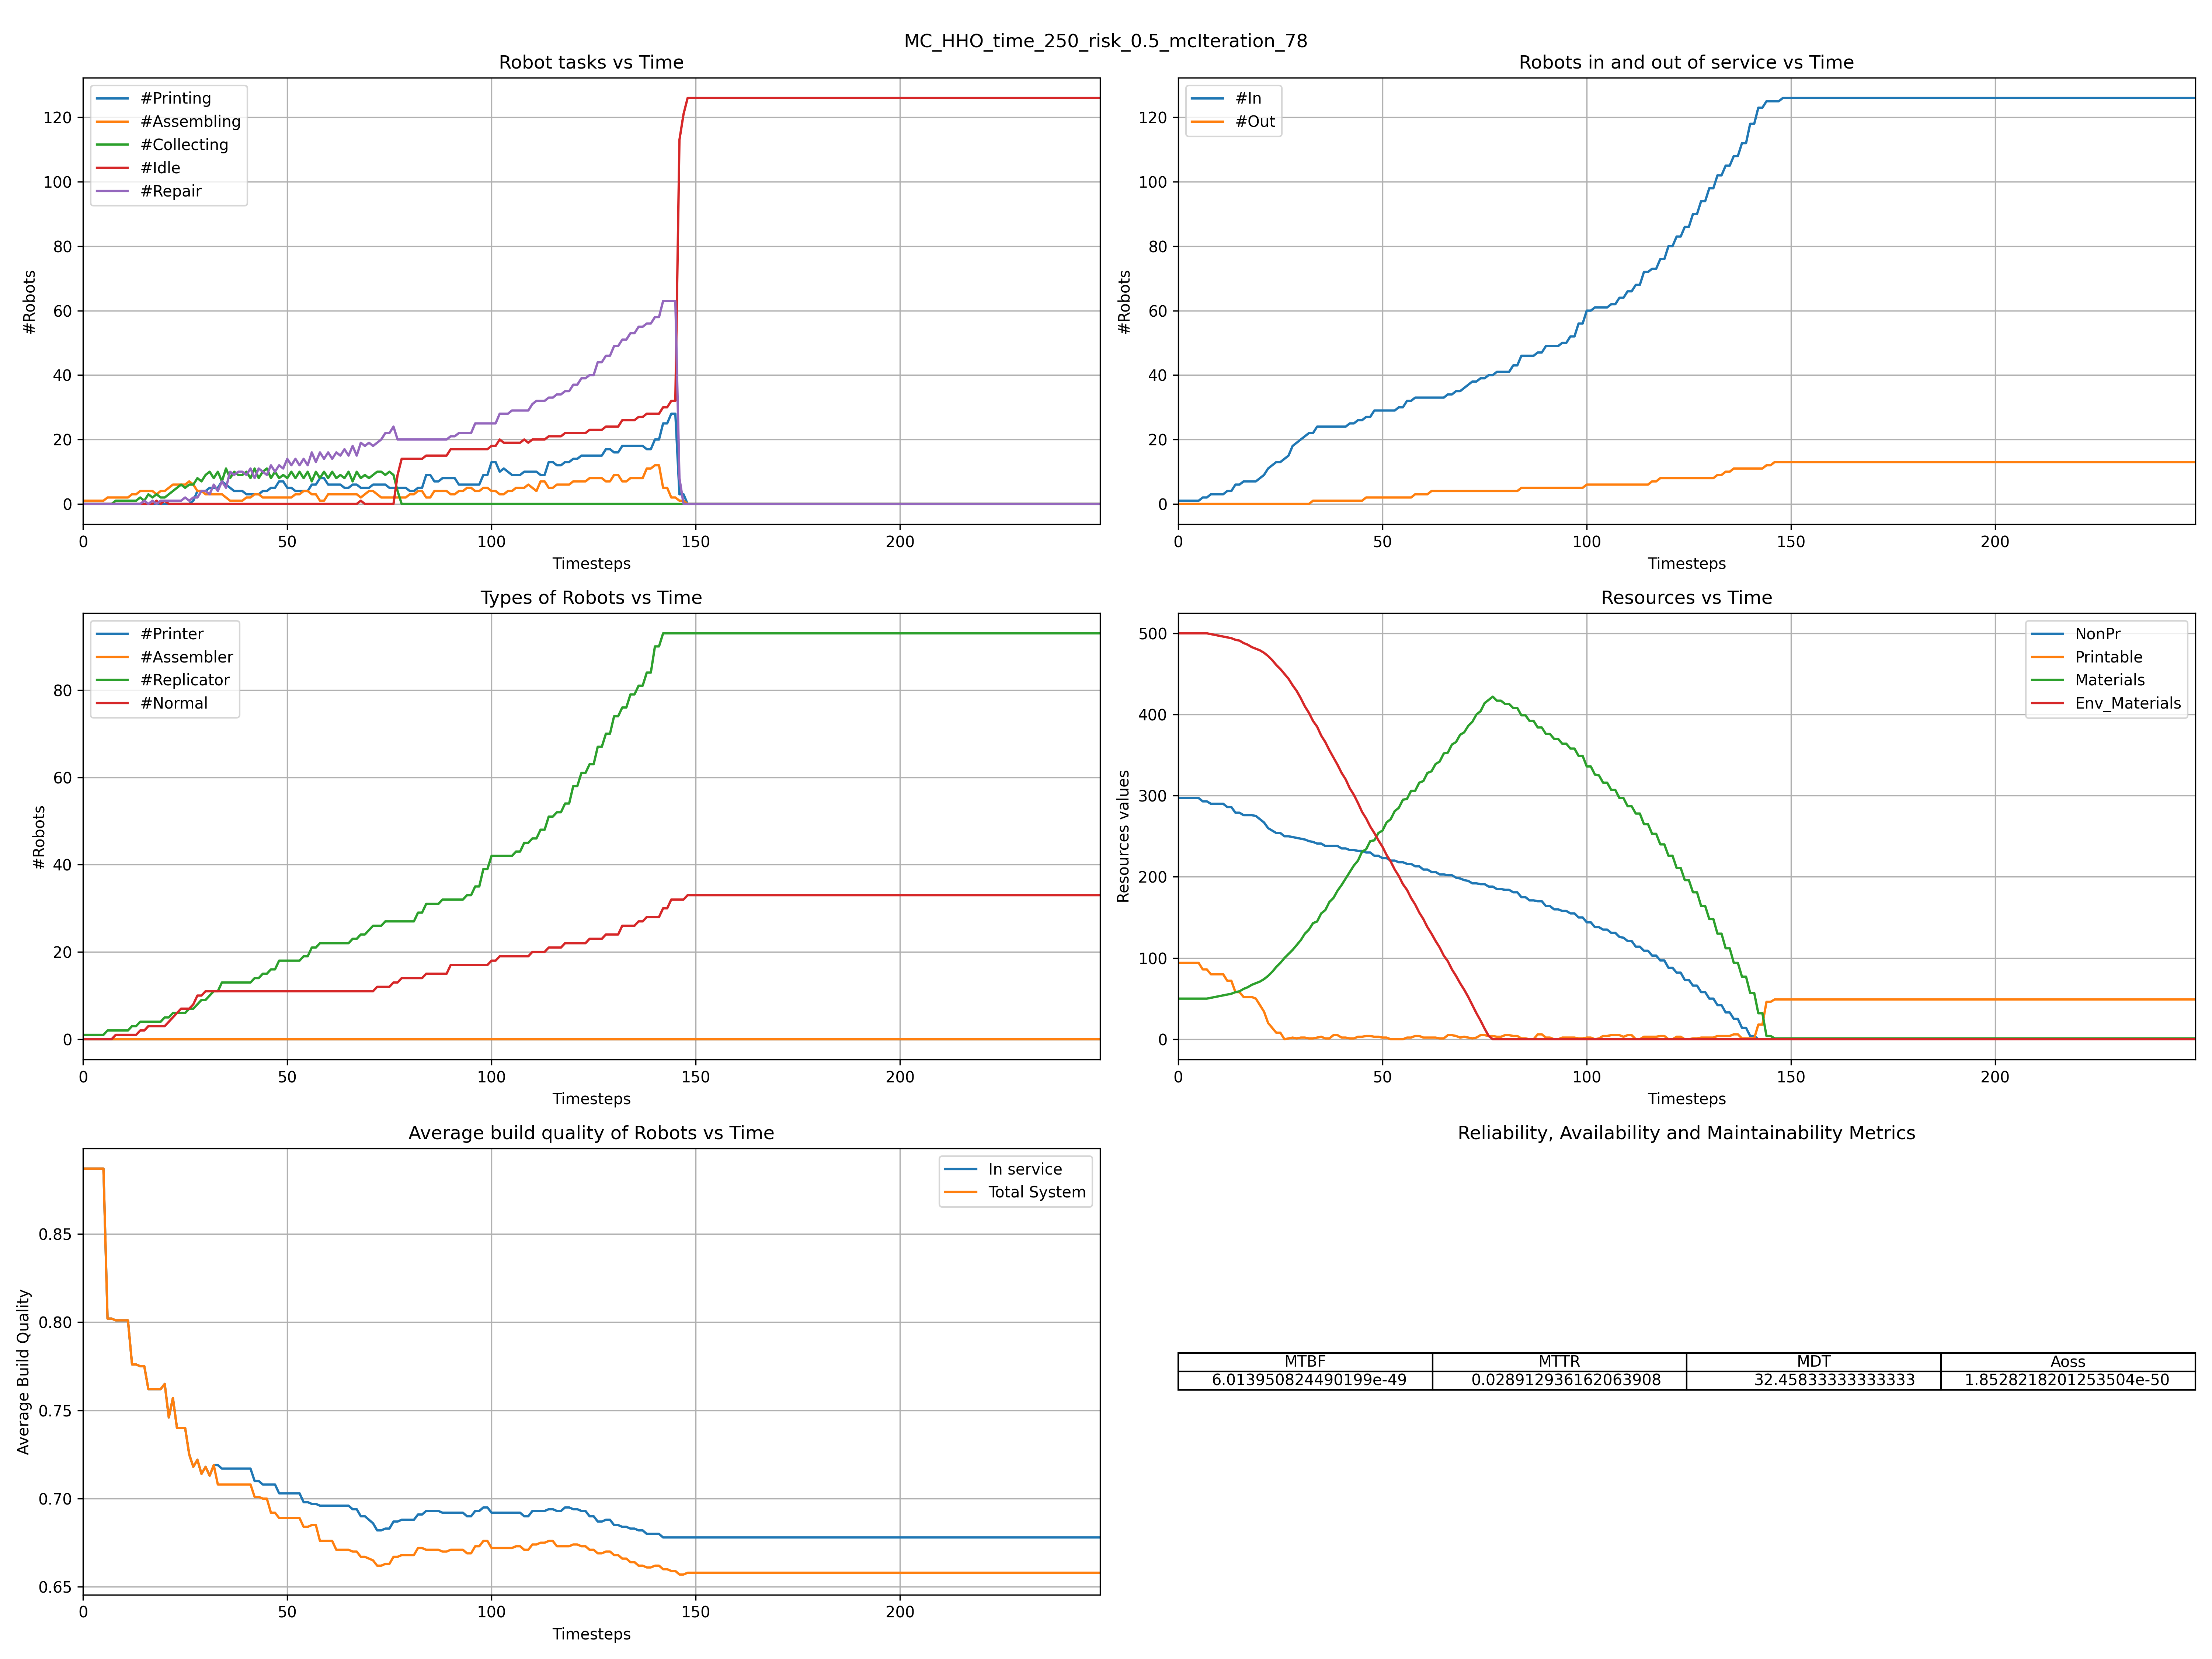 MC_HHO_time_250_risk_0.5_mcIteration_78
Robot tasks vs Time
#Printing
#Assembling
#Collecting
#Idle
#Repair
#Robots
0
20
40
60
80
100
120
0 50 100 150 200
Timesteps
Robots in and out of service vs Time
#In
#Out
#Robots
0
20
40
60
80
100
120
0 50 100 150 200
Timesteps
Types of Robots vs Time
#Printer
#Assembler
#Replicator
#Normal
#Robots
0
20
40
60
80
0 50 100 150 200
Timesteps
Resources vs Time
NonPr
Printable
Materials
Env_Materials
Resources values
0
100
200
300
400
500
0 50 100 150 200
Timesteps
Average build quality of Robots vs Time
In service
Total System
Average Build Quality
0.65
0.70
0.75
0.80
0.85
0 50 100 150 200
Timesteps
Reliability, Availability and Maintainability Metrics
MTBF MTTR MDT Aoss
6.013950824490199e-49 0.028912936162063908 32.45833333333333 1.8528218201253504e-50